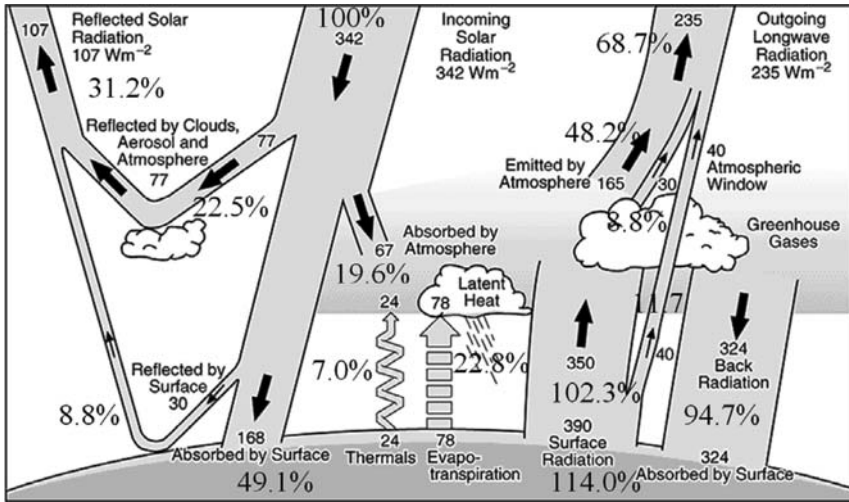 107
Reflected Solar
Radiation
107 Wm⁻²
31.2%
100%
342
Incoming
Solar
Radiation
342 Wm⁻²
235
68.7%
Outgoing
Longwave
Radiation
235 Wm⁻²
Reflected by Clouds,
Aerosol and
Atmosphere
77
77
22.5%
48.2%
Emitted by
Atmosphere
165
30
8.8%
40
Atmospheric
Window
Greenhouse
Gases
Absorbed by
Atmosphere
67
19.6%
Latent
Heat
24
78
7.0%
22.8%
11.7
350
102.3%
40
324
Back
Radiation
94.7%
Reflected by
Surface
30
8.8%
168
Absorbed by Surface
49.1%
24
Thermals
78
Evapo-
transpiration
390
Surface
Radiation
114.0%
324
Absorbed by Surface